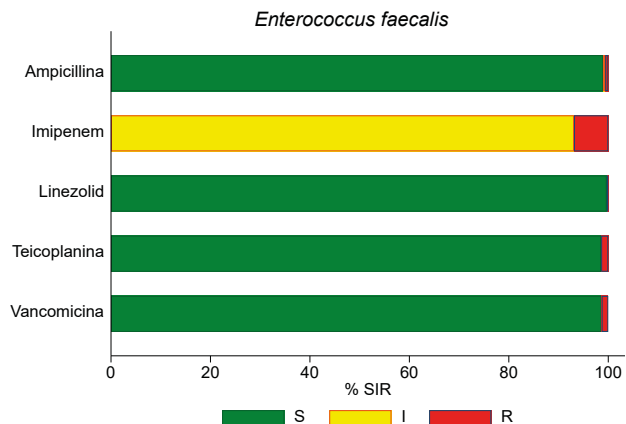 Enterococcus faecalis
Ampicillina
Imipenem
Linezolid
Teicoplanina
Vancomicina
0 20 40 60 80 100
% SIR
S I R